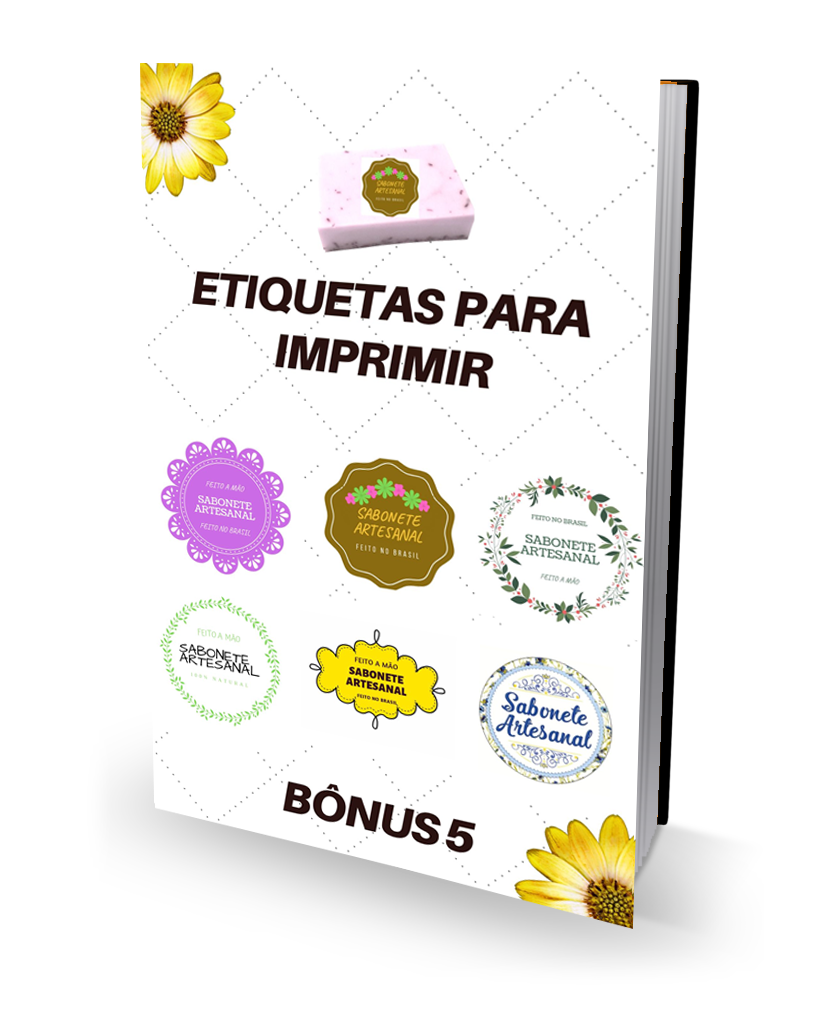 SABONETE
ARTESANAL
FEITO NO BRASIL
ETIQUETAS PARA
IMPRIMIR
FEITO A MÃO
SABONETE
ARTESANAL
FEITO NO BRASIL
SABONETE
ARTESANAL
FEITO NO BRASIL
FEITO NO BRASIL
SABONETE
ARTESANAL
FEITO A MÃO
FEITO A MÃO
SABONETE
ARTESANAL
100% NATURAL
FEITO A MÃO
SABONETE
ARTESANAL
FEITO NO BRASIL
Sabonete
Artesanal
BÔNUS 5